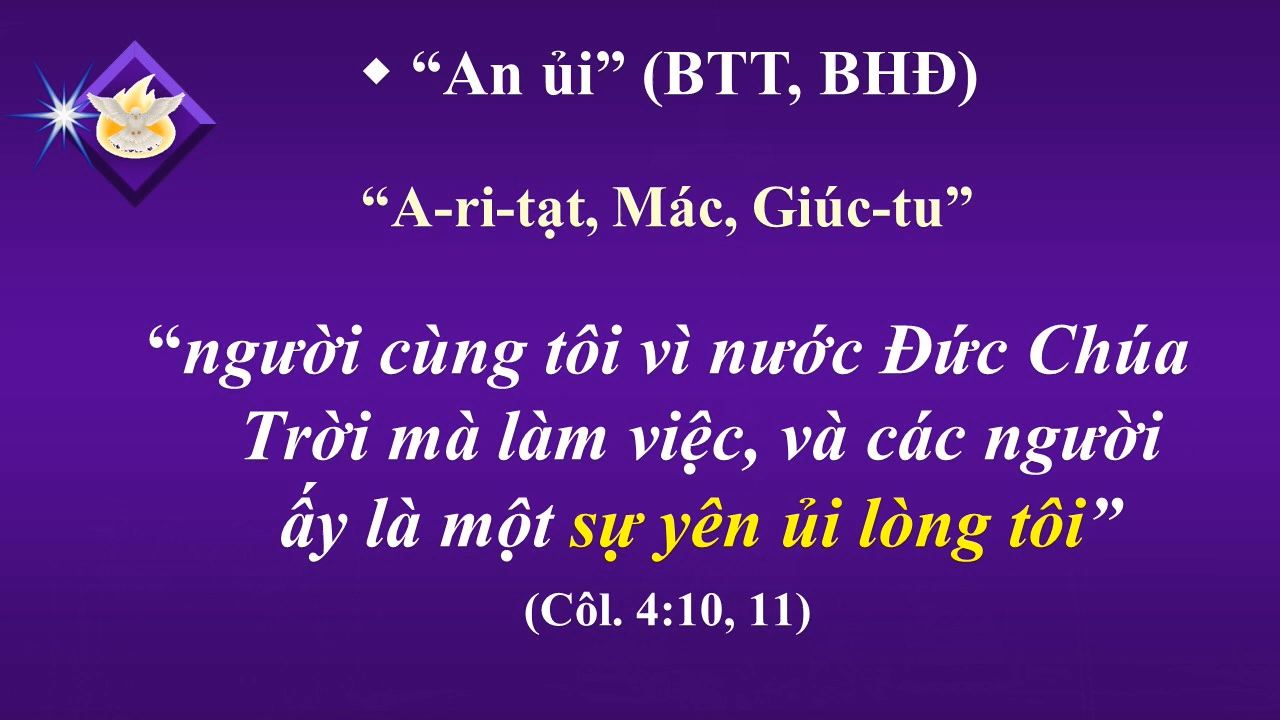 ◆ “An ủi” (BTT, BHĐ)
“A-ri-tạt, Mác, Giúc-tu”
“người cùng tôi vì nước Đức Chúa
Trời mà làm việc, và các người
ấy là một sự yên ủi lòng tôi”
(Côl. 4:10, 11)